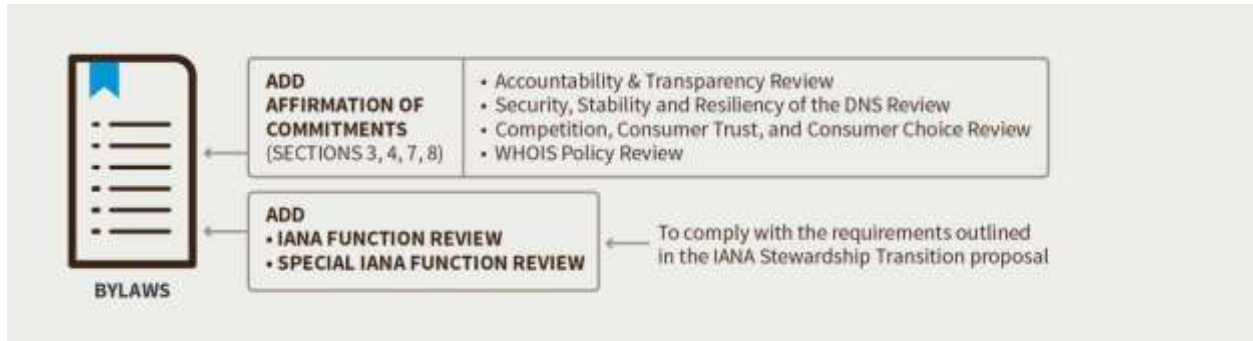 ADD
AFFIRMATION OF
COMMITMENTS
(SECTIONS 3, 4, 7, 8)
• Accountability & Transparency Review
• Security, Stability and Resiliency of the DNS Review
• Competition, Consumer Trust, and Consumer Choice Review
• WHOIS Policy Review
ADD
• IANA FUNCTION REVIEW
• SPECIAL IANA FUNCTION REVIEW
To comply with the requirements outlined
in the IANA Stewardship Transition proposal
BYLAWS